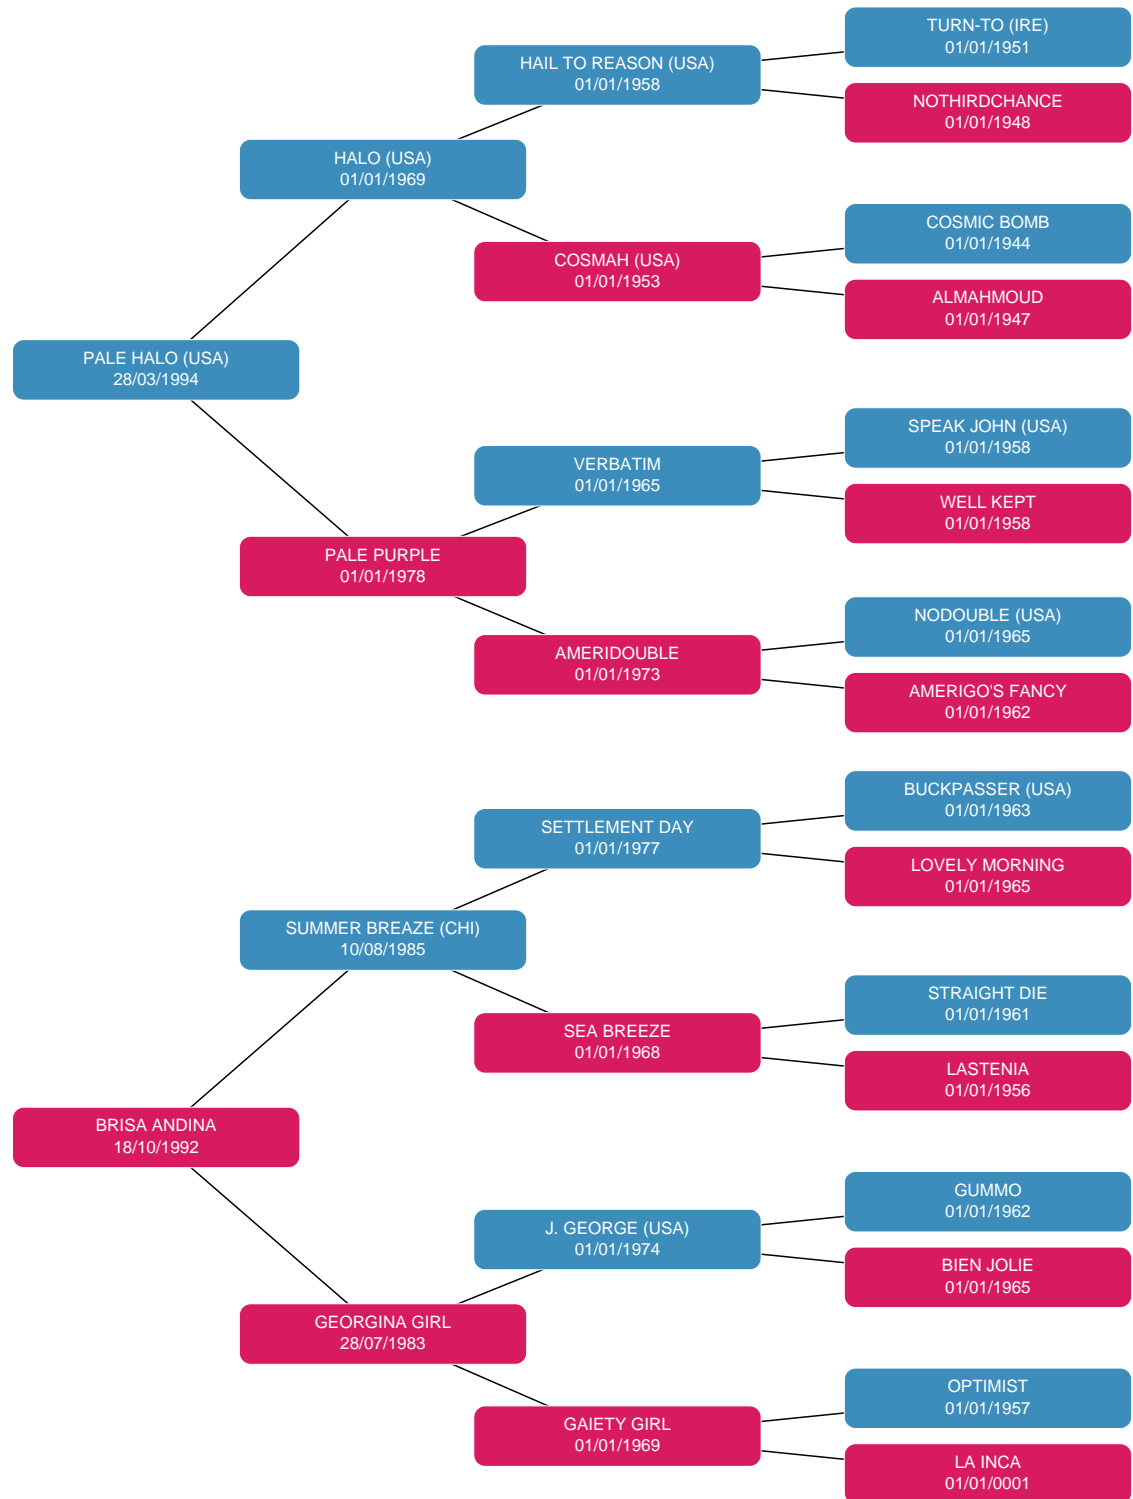 TURN-TO (IRE)
01/01/1951
HAIL TO REASON (USA)
01/01/1958
NOTHIRDCHANCE
01/01/1948
HALO (USA)
01/01/1969
COSMIC BOMB
01/01/1944
COSMAH (USA)
01/01/1953
ALMAHMOUD
01/01/1947
PALE HALO (USA)
28/03/1994
SPEAK JOHN (USA)
01/01/1958
VERBATIM
01/01/1965
WELL KEPT
01/01/1958
PALE PURPLE
01/01/1978
NODOUBLE (USA)
01/01/1965
AMERIDOUBLE
01/01/1973
AMERIGO'S FANCY
01/01/1962
BUCKPASSER (USA)
01/01/1963
SETTLEMENT DAY
01/01/1977
LOVELY MORNING
01/01/1965
SUMMER BREAZE (CHI)
10/08/1985
STRAIGHT DIE
01/01/1961
SEA BREEZE
01/01/1968
LASTENIA
01/01/1956
BRISA ANDINA
18/10/1992
GUMMO
01/01/1962
J. GEORGE (USA)
01/01/1974
BIEN JOLIE
01/01/1965
GEORGINA GIRL
28/07/1983
OPTIMIST
01/01/1957
GAIETY GIRL
01/01/1969
LA INCA
01/01/0001